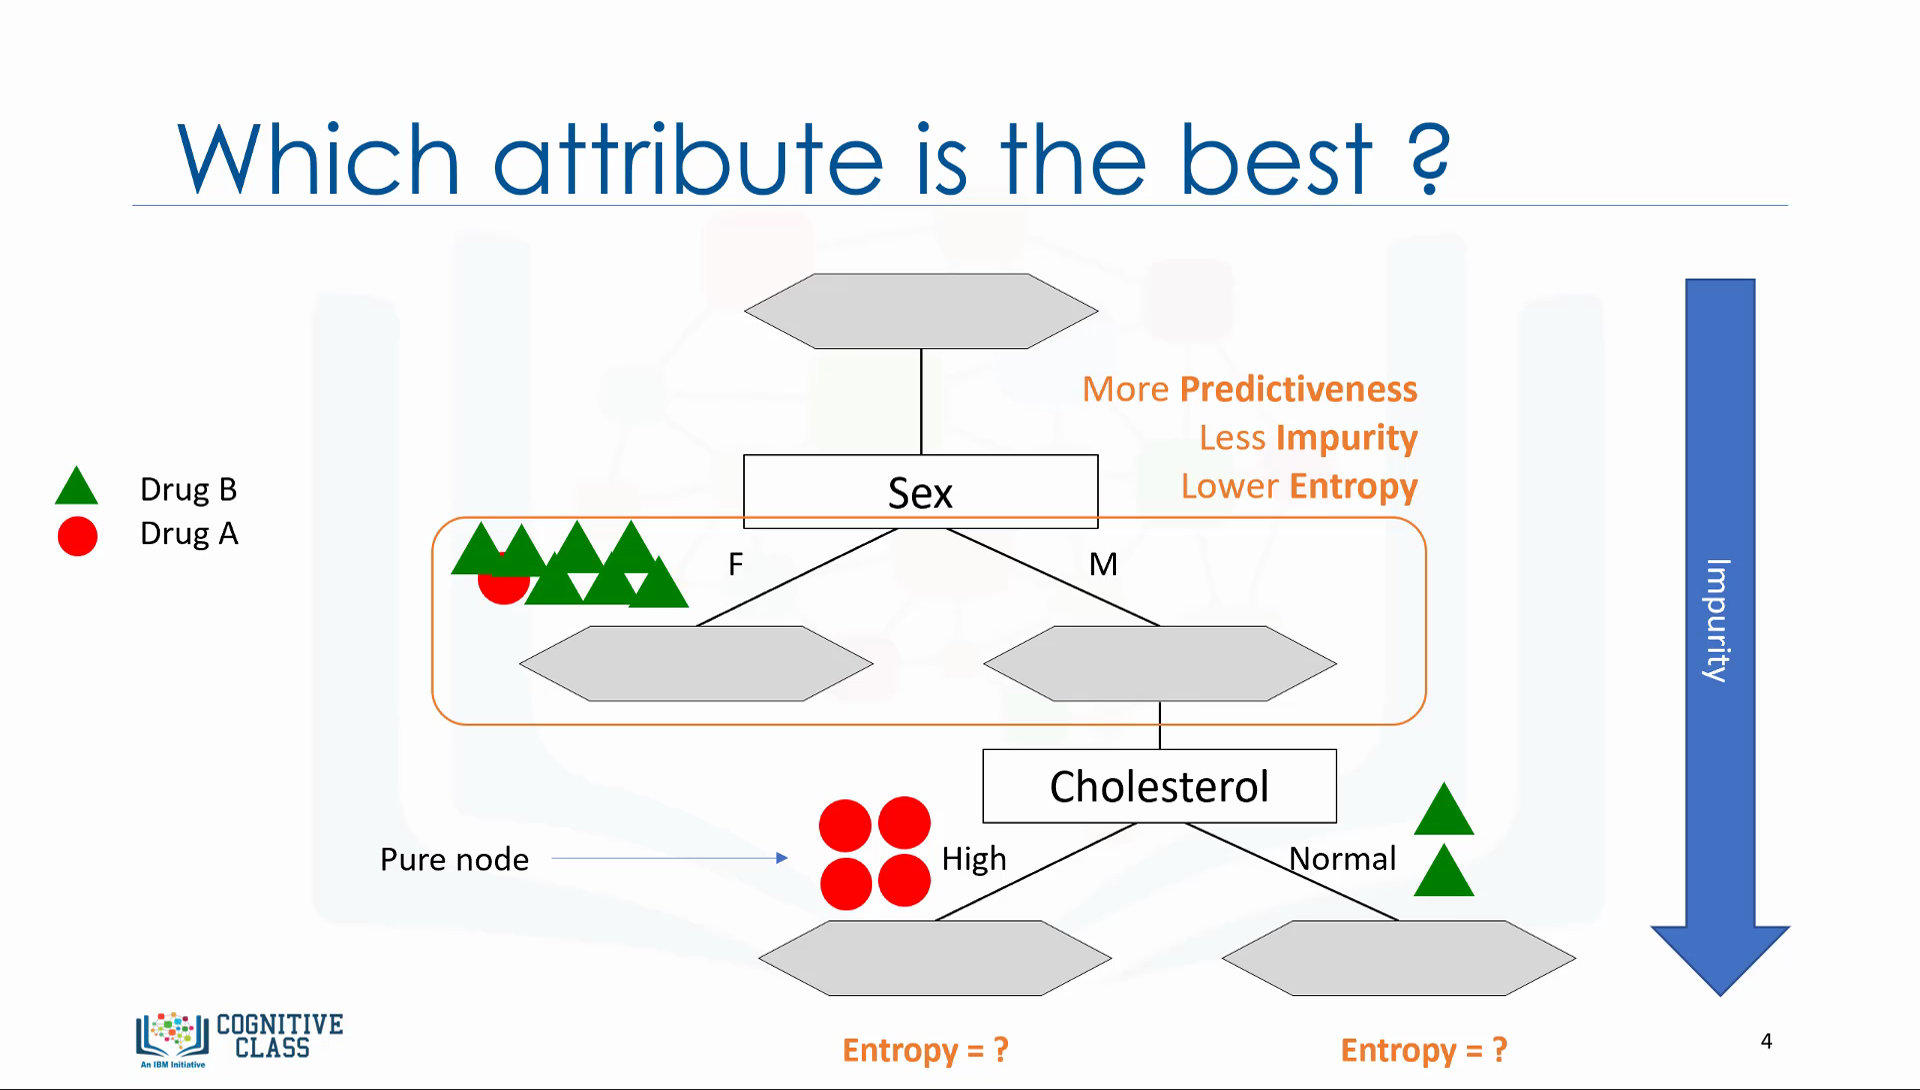 Which attribute is the best ?
More Predictiveness
Less Impurity
Lower Entropy
Sex
Drug B
Drug A
F
M
Impurity
Cholesterol
Pure node
High
Normal
COGNITIVE
CLASS
An IBM Initiative
Entropy = ?
Entropy = ?
4